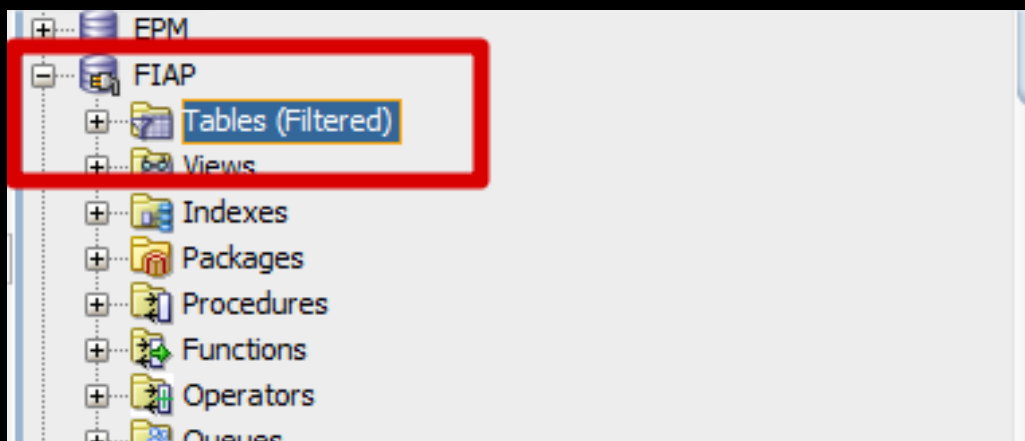 EPM
FIAP
Tables (Filtered)
Views
Indexes
Packages
Procedures
Functions
Operators
Queues